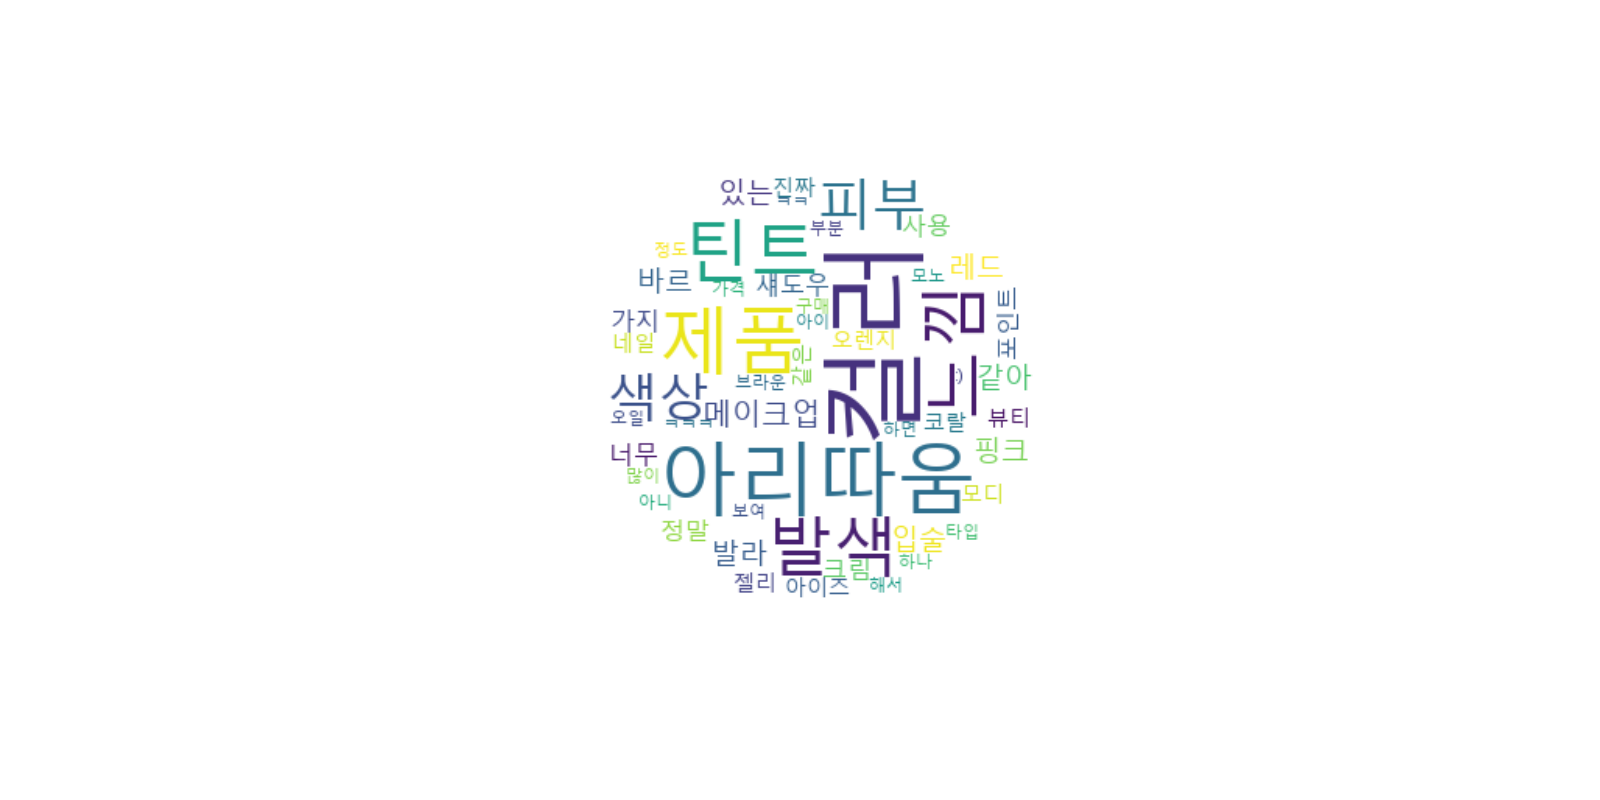 있는
진짜
ㅋㅋ
피부
사용
틴트
부분
정도
컬러
레드
모노
바르
가격
섀도우
느낌
포인트
가지
구매
아이
제품
네일
오렌지
같은
:)
같아
색상
브라운
메이크업
오일
ㅋㅋㅋ
하면
코랄
뷰티
너무
핑크
많이
아리따움
모디
아니
보여
발색
정말
입술
타입
발라
크림
하나
젤리
아이즈
해서